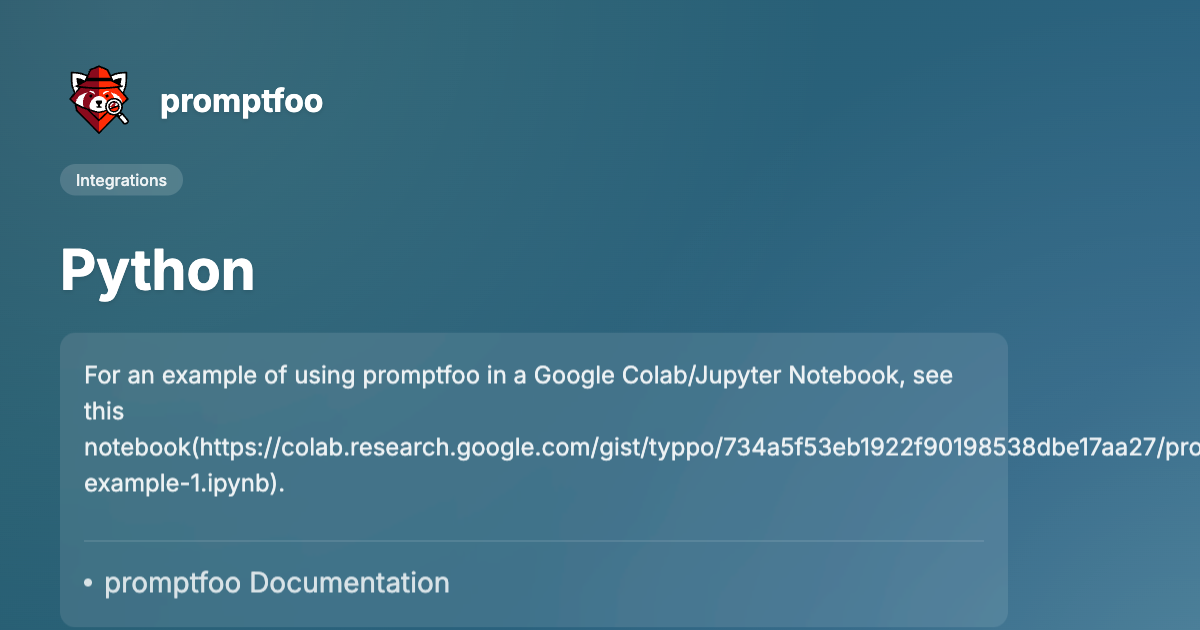 promptfoo
Integrations
Python
For an example of using promptfoo in a Google Colab/Jupyter Notebook, see
this
notebook(https://colab.research.google.com/gist/typpo/734a5f53eb1922f90198538dbe17aa27/pro
example-1.ipynb).
• promptfoo Documentation